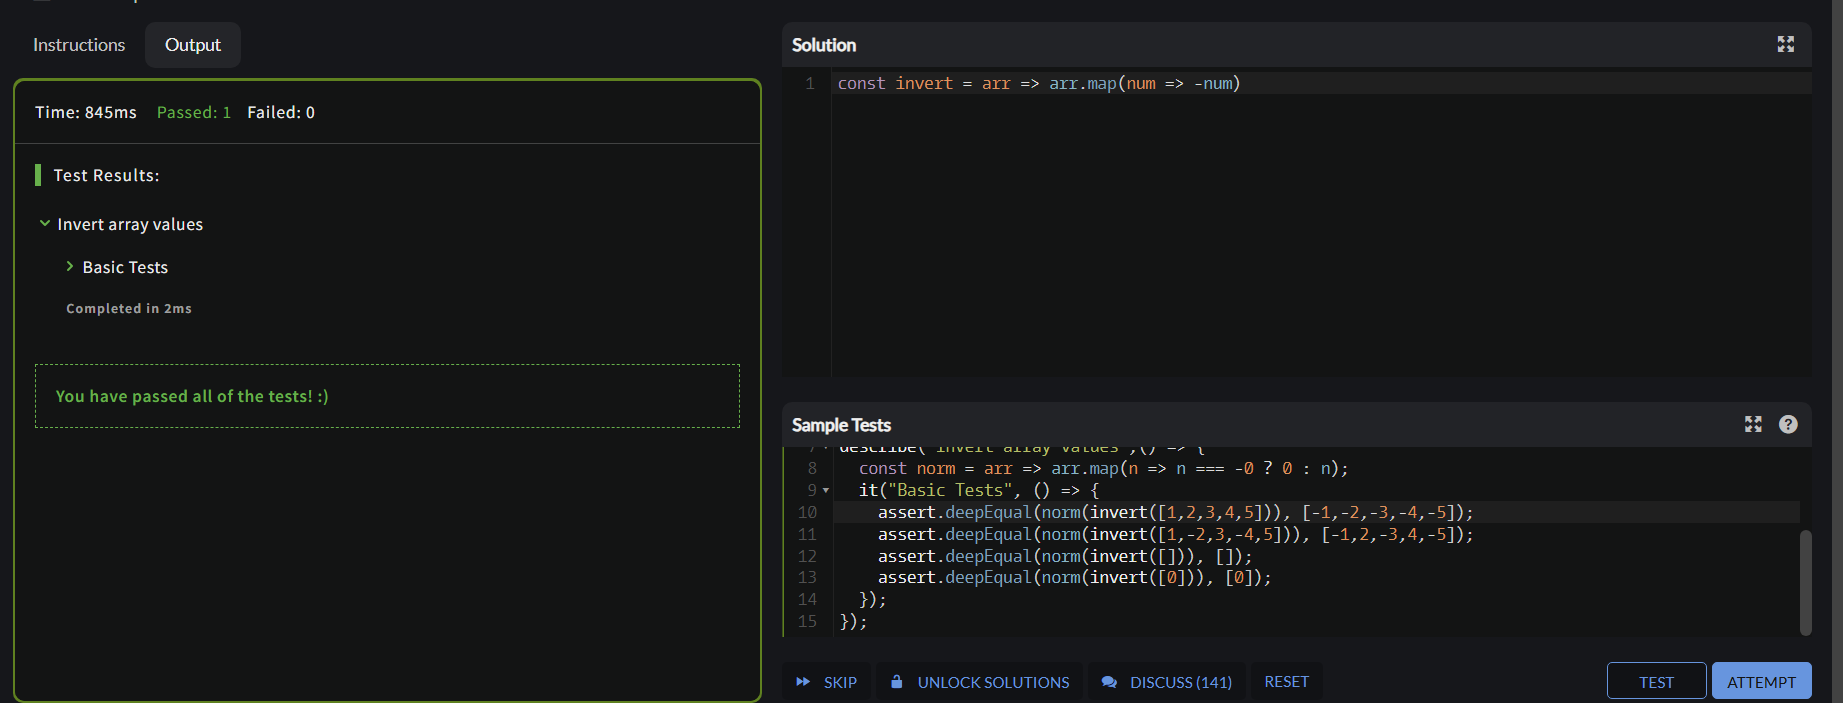 Instructions
Output
Time: 845ms Passed: 1 Failed: 0
Test Results:
Invert array values
Basic Tests
Completed in 2ms
You have passed all of the tests! :)
Solution
1 const invert = arr => arr.map(num => -num)
Sample Tests
7 describe("Invert array values",() => {
8 const norm = arr => arr.map(n => n === -0 ? 0 : n);
9 it("Basic Tests", () => {
10 assert.deepEqual(norm(invert([1,2,3,4,5])), [-1,-2,-3,-4,-5]);
11 assert.deepEqual(norm(invert([1,-2,3,-4,5])), [-1,2,-3,4,-5]);
12 assert.deepEqual(norm(invert([])), []);
13 assert.deepEqual(norm(invert([0])), [0]);
14 });
15 });
SKIP
UNLOCK SOLUTIONS
DISCUSS (141)
RESET
TEST
ATTEMPT